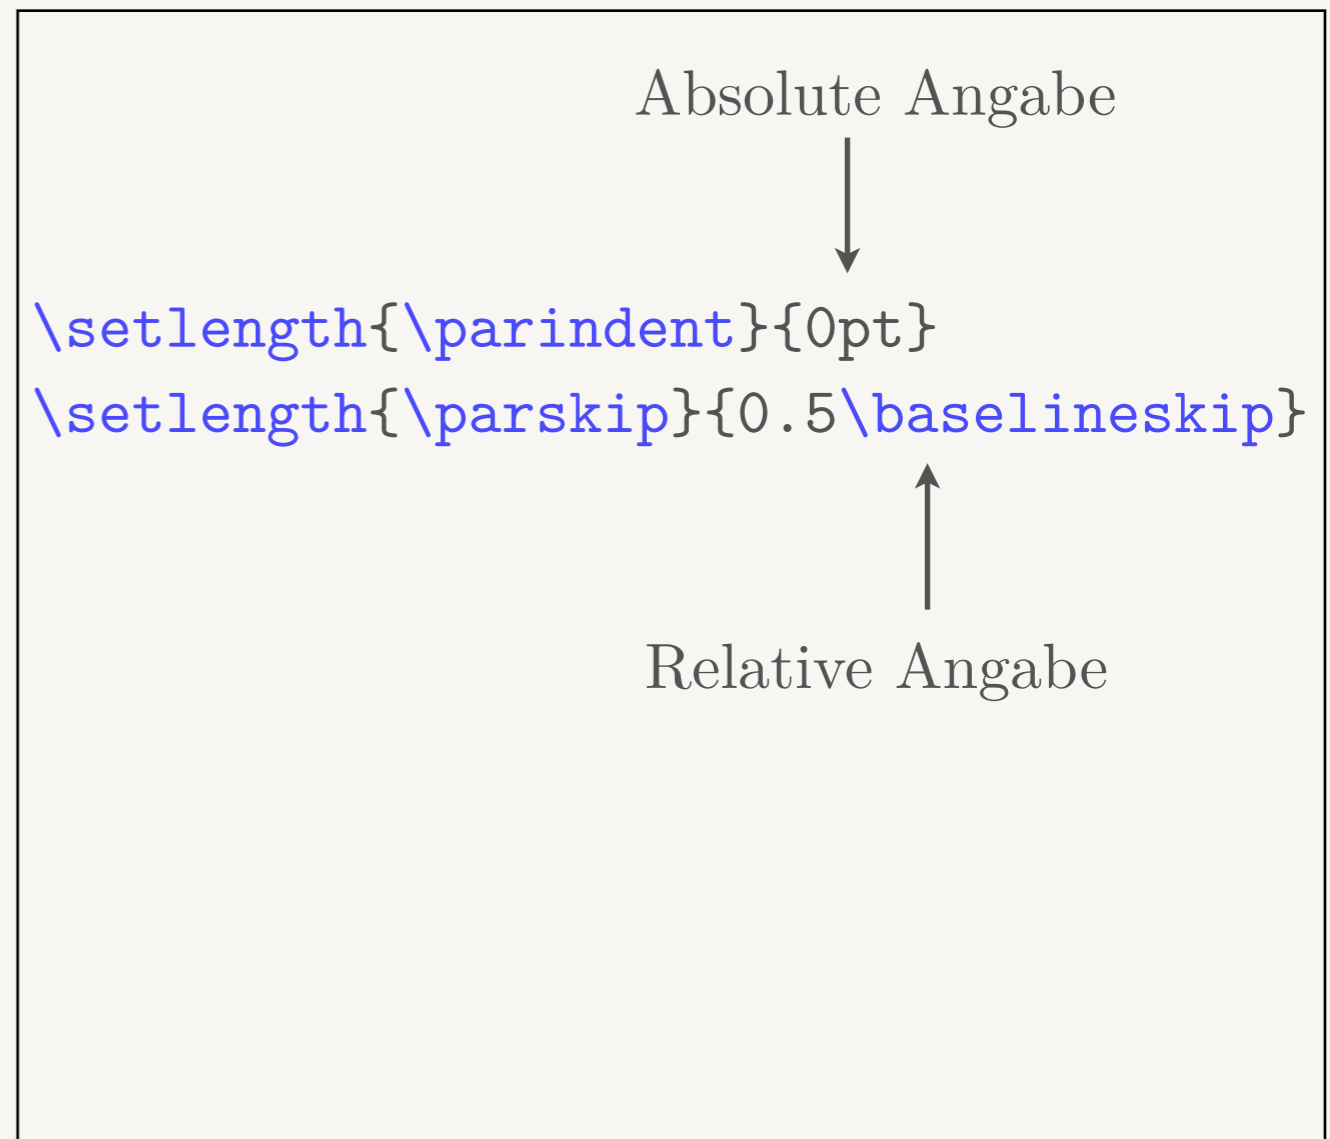 Absolute Angabe
\setlength{\parindent}{0pt}
\setlength{\parskip}{0.5\baselineskip}
Relative Angabe